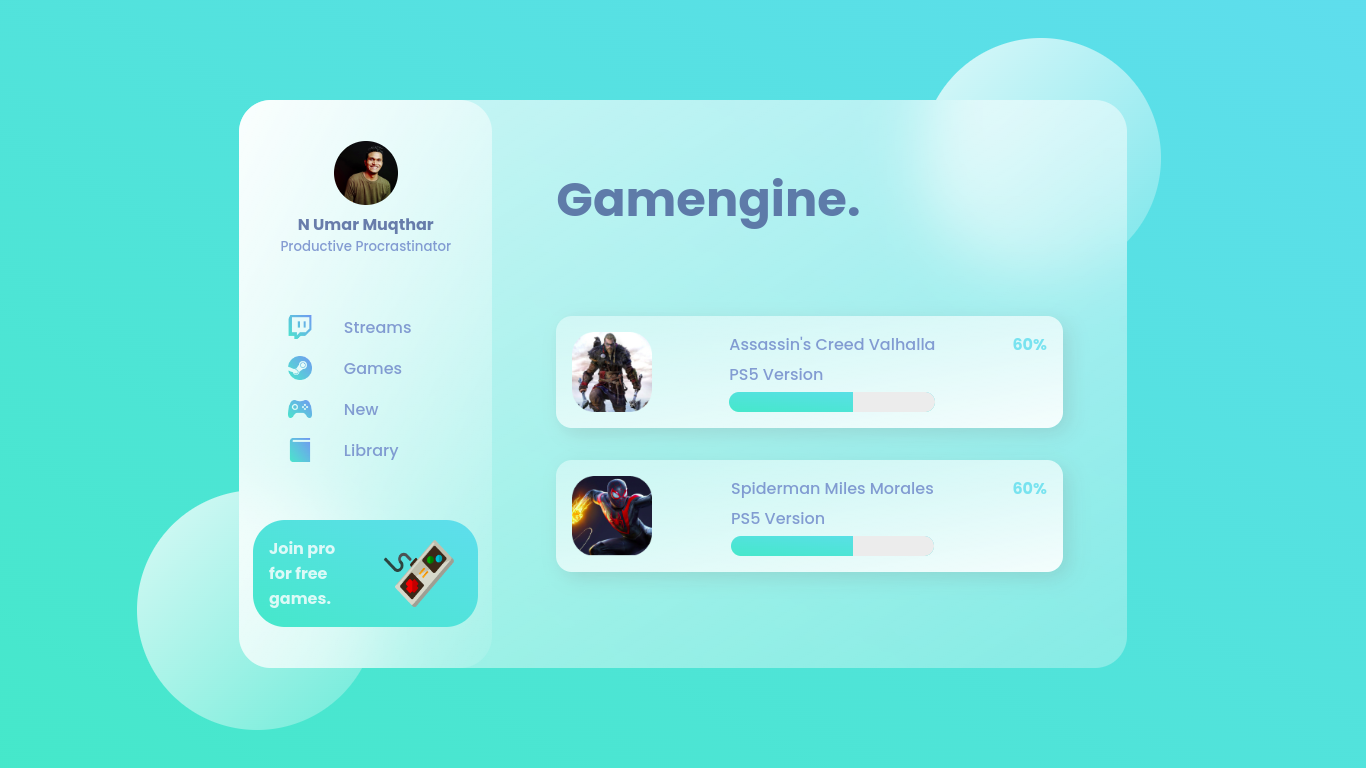 N Umar Muqthar
Productive Procrastinator
Streams
Games
New
Library
Join pro
for free
games.
Gamengine.
Assassin's Creed Valhalla
60%
PS5 Version
Spiderman Miles Morales
60%
PS5 Version